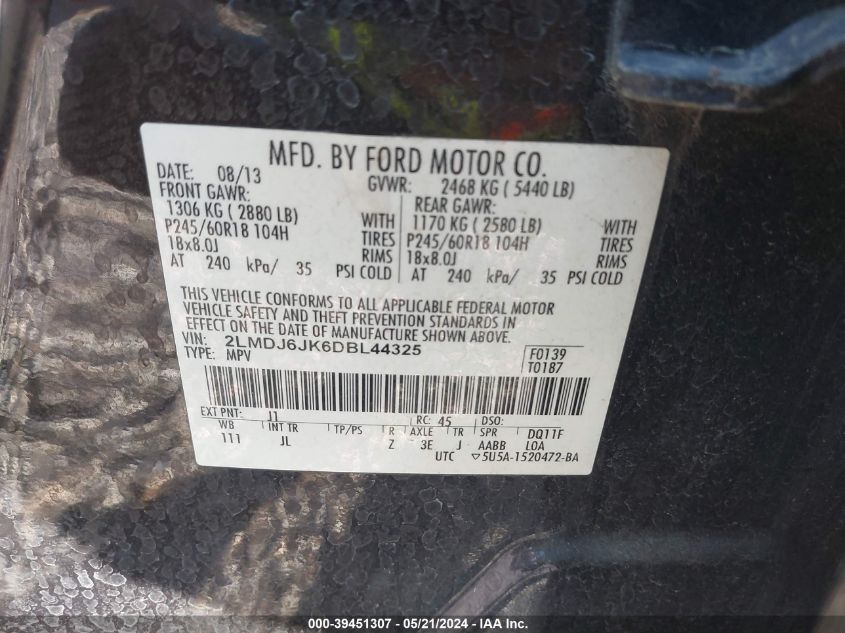 MFD. BY FORD MOTOR CO.
DATE: 08/13 GVWR: 2468 KG ( 5440 LB)
FRONT GAWR: REAR GAWR:
1306 KG ( 2880 LB) WITH 1170 KG ( 2580 LB) WITH
P245/60R18 104H TIRES P245/60R18 104H TIRES
18x8.0J RIMS 18x8.0J RIMS
AT 240 kPa/ 35 PSI COLD AT 240 kPa/ 35 PSI COLD
THIS VEHICLE CONFORMS TO ALL APPLICABLE FEDERAL MOTOR
VEHICLE SAFETY AND THEFT PREVENTION STANDARDS IN
EFFECT ON THE DATE OF MANUFACTURE SHOWN ABOVE.
VIN: 2LMDJ6JK6DBL44325 F0139
TYPE: MPV T0187
EXT PNT: J1 RC: 45 DSO:
WB INT TR TP/PS R AXLE TR SPR DQ11F
111 JL Z 3E J AABB LOA
UTC ▽5U5A-1520472-BA
000-39451307 - 05/21/2024 - IAA Inc.